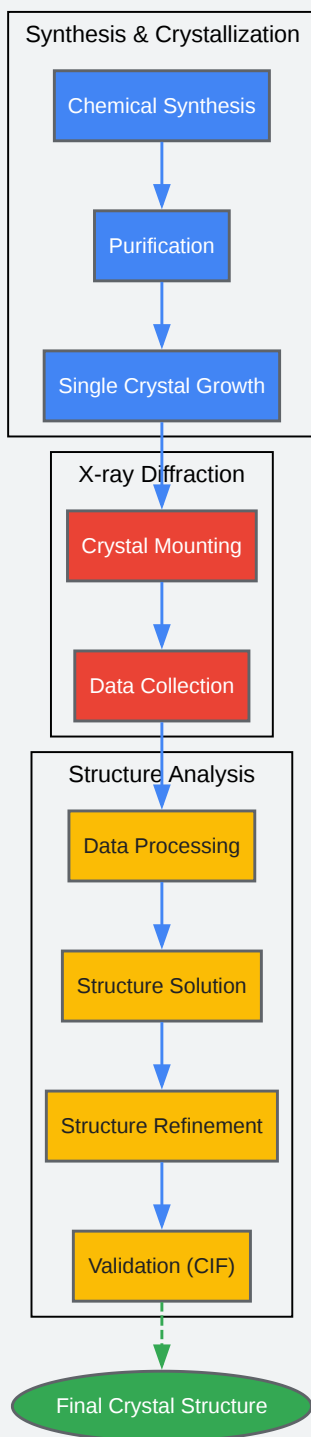 Synthesis & Crystallization
Chemical Synthesis
Purification
Single Crystal Growth
X-ray Diffraction
Crystal Mounting
Data Collection
Structure Analysis
Data Processing
Structure Solution
Structure Refinement
Validation (CIF)
Final Crystal Structure